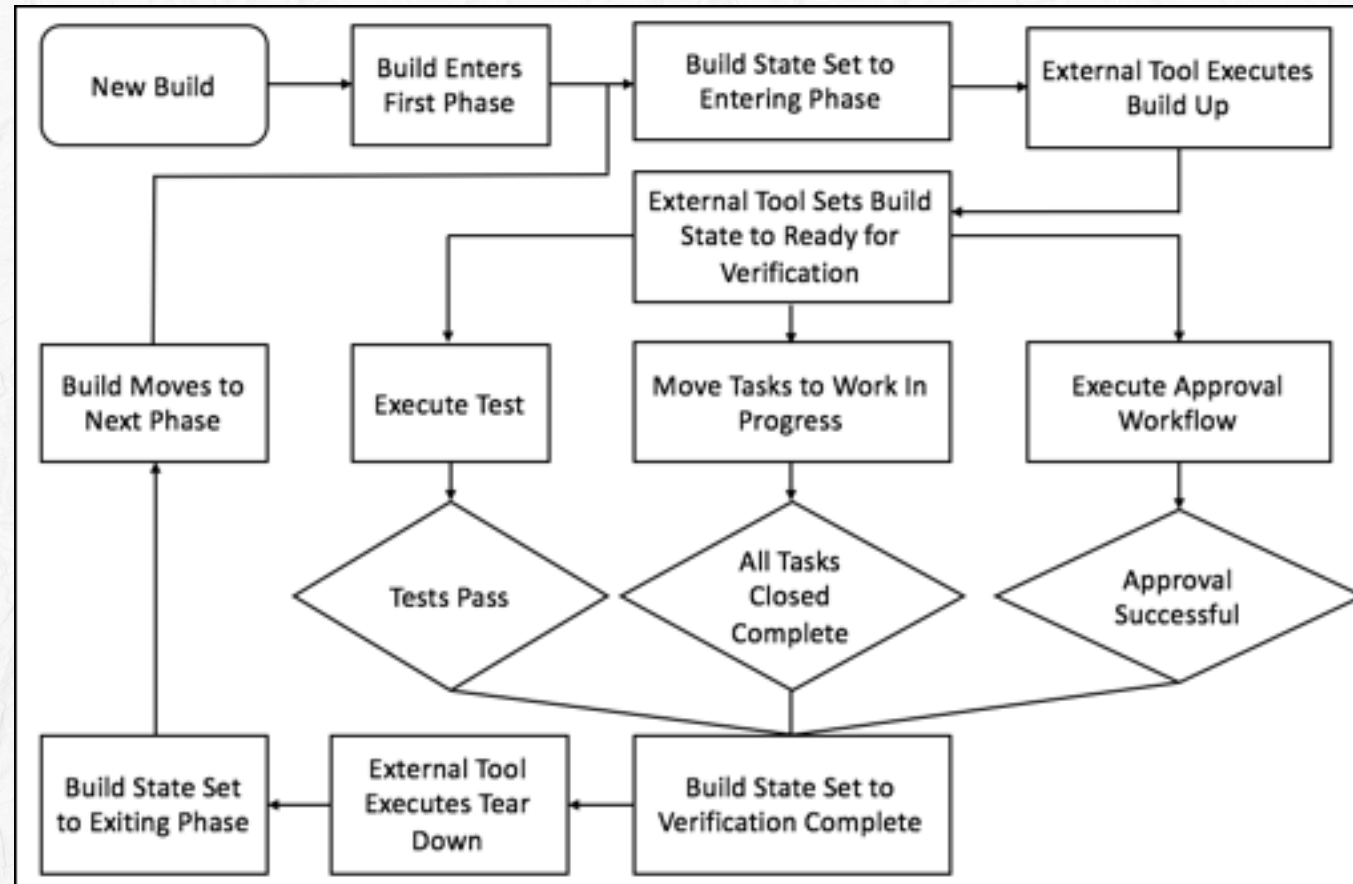 New Build
Build Enters
First Phase
Build State Set to
Entering Phase
External Tool Executes
Build Up
External Tool Sets Build
State to Ready for
Verification
Build Moves to
Next Phase
Execute Test
Move Tasks to Work In
Progress
Execute Approval
Workflow
Tests Pass
All Tasks
Closed
Complete
Approval
Successful
Build State Set
to Exiting Phase
External Tool
Executes Tear
Down
Build State Set to
Verification Complete